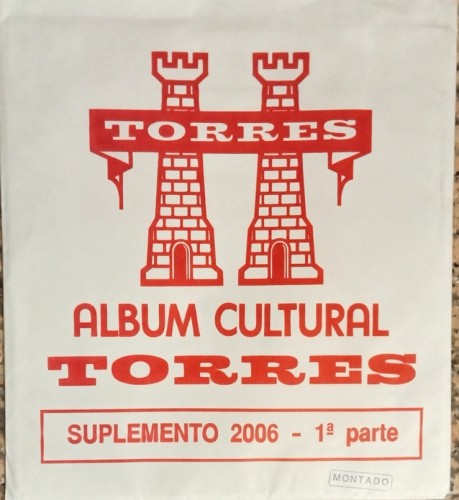 TORRES
ALBUM CULTURAL
TORRES
SUPLEMENTO 2006 - 1ª parte
MONTADO